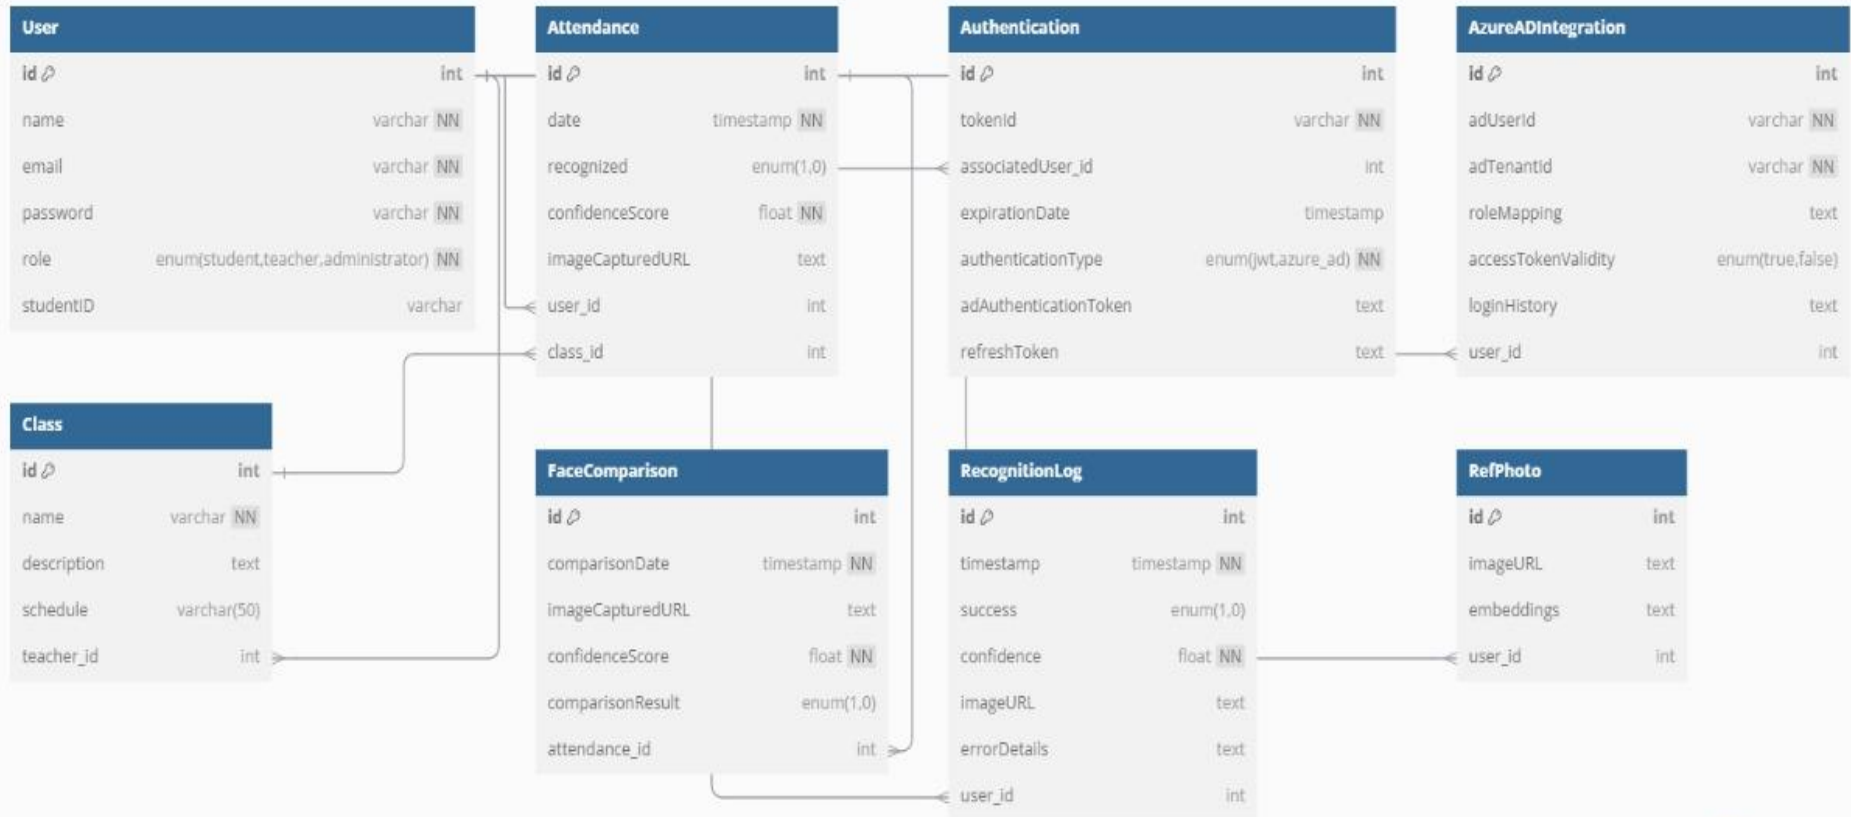 User
id int
name varchar NN
email varchar NN
password varchar NN
role enum(student,teacher,administrator) NN
studentID varchar
Attendance
id int
date timestamp NN
recognized enum(1,0)
confidenceScore float NN
imageCapturedURL text
user_id int
class_id int
Authentication
id int
tokenId varchar NN
associatedUser_id int
expirationDate timestamp
authenticationType enum(jwt,azure_ad) NN
adAuthenticationToken text
refreshToken text
AzureADIntegration
id int
adUserId varchar NN
adTenantId varchar NN
roleMapping text
accessTokenValidity enum(true,false)
loginHistory text
user_id int
Class
id int
name varchar NN
description text
schedule varchar(50)
teacher_id int
FaceComparison
id int
comparisonDate timestamp NN
imageCapturedURL text
confidenceScore float NN
comparisonResult enum(1,0)
attendance_id int
RecognitionLog
id int
timestamp timestamp NN
success enum(1,0)
confidence float NN
imageURL text
errorDetails text
user_id int
RefPhoto
id int
imageURL text
embeddings text
user_id int